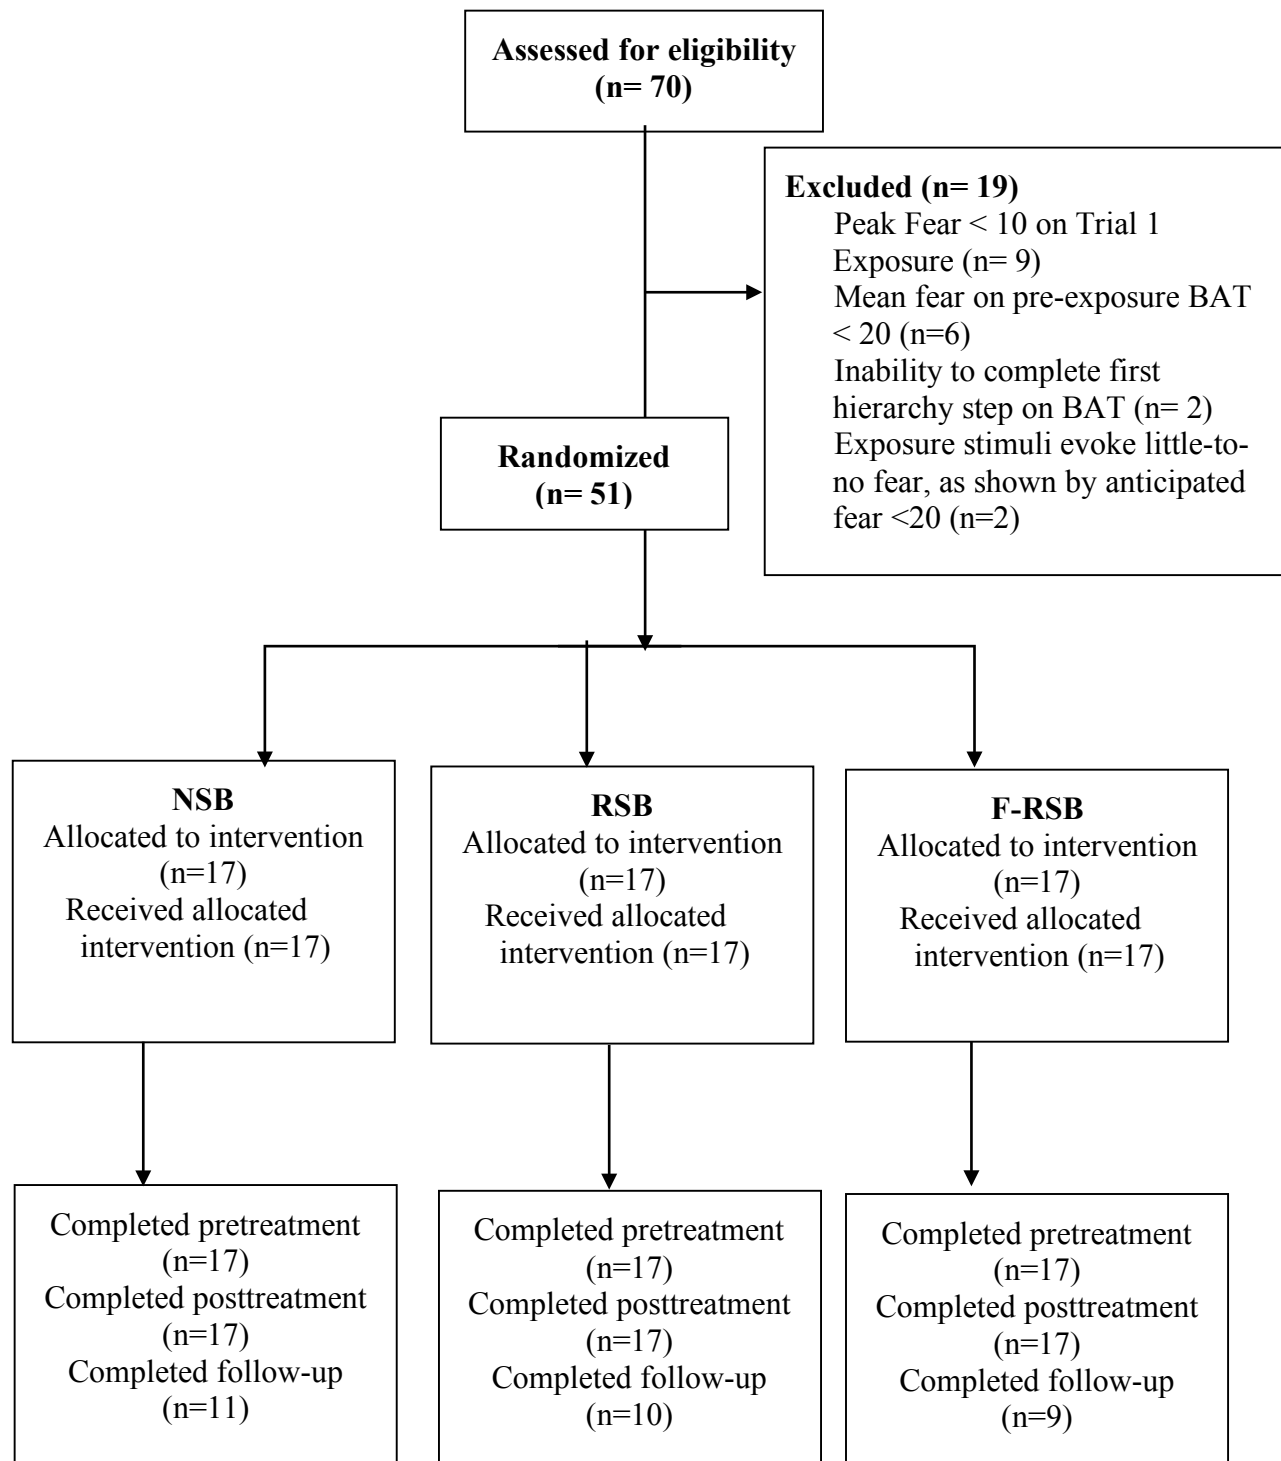 Assessed for eligibility
(n= 70)
Excluded (n= 19)
Peak Fear < 10 on Trial 1
Exposure (n= 9)
Mean fear on pre-exposure BAT
< 20 (n=6)
Inability to complete first
hierarchy step on BAT (n= 2)
Exposure stimuli evoke little-to-
no fear, as shown by anticipated
fear <20 (n=2)
Randomized
(n= 51)
NSB
Allocated to intervention
(n=17)
Received allocated
intervention (n=17)
RSB
Allocated to intervention
(n=17)
Received allocated
intervention (n=17)
F-RSB
Allocated to intervention
(n=17)
Received allocated
intervention (n=17)
Completed pretreatment
(n=17)
Completed posttreatment
(n=17)
Completed follow-up
(n=11)
Completed pretreatment
(n=17)
Completed posttreatment
(n=17)
Completed follow-up
(n=10)
Completed pretreatment
(n=17)
Completed posttreatment
(n=17)
Completed follow-up
(n=9)